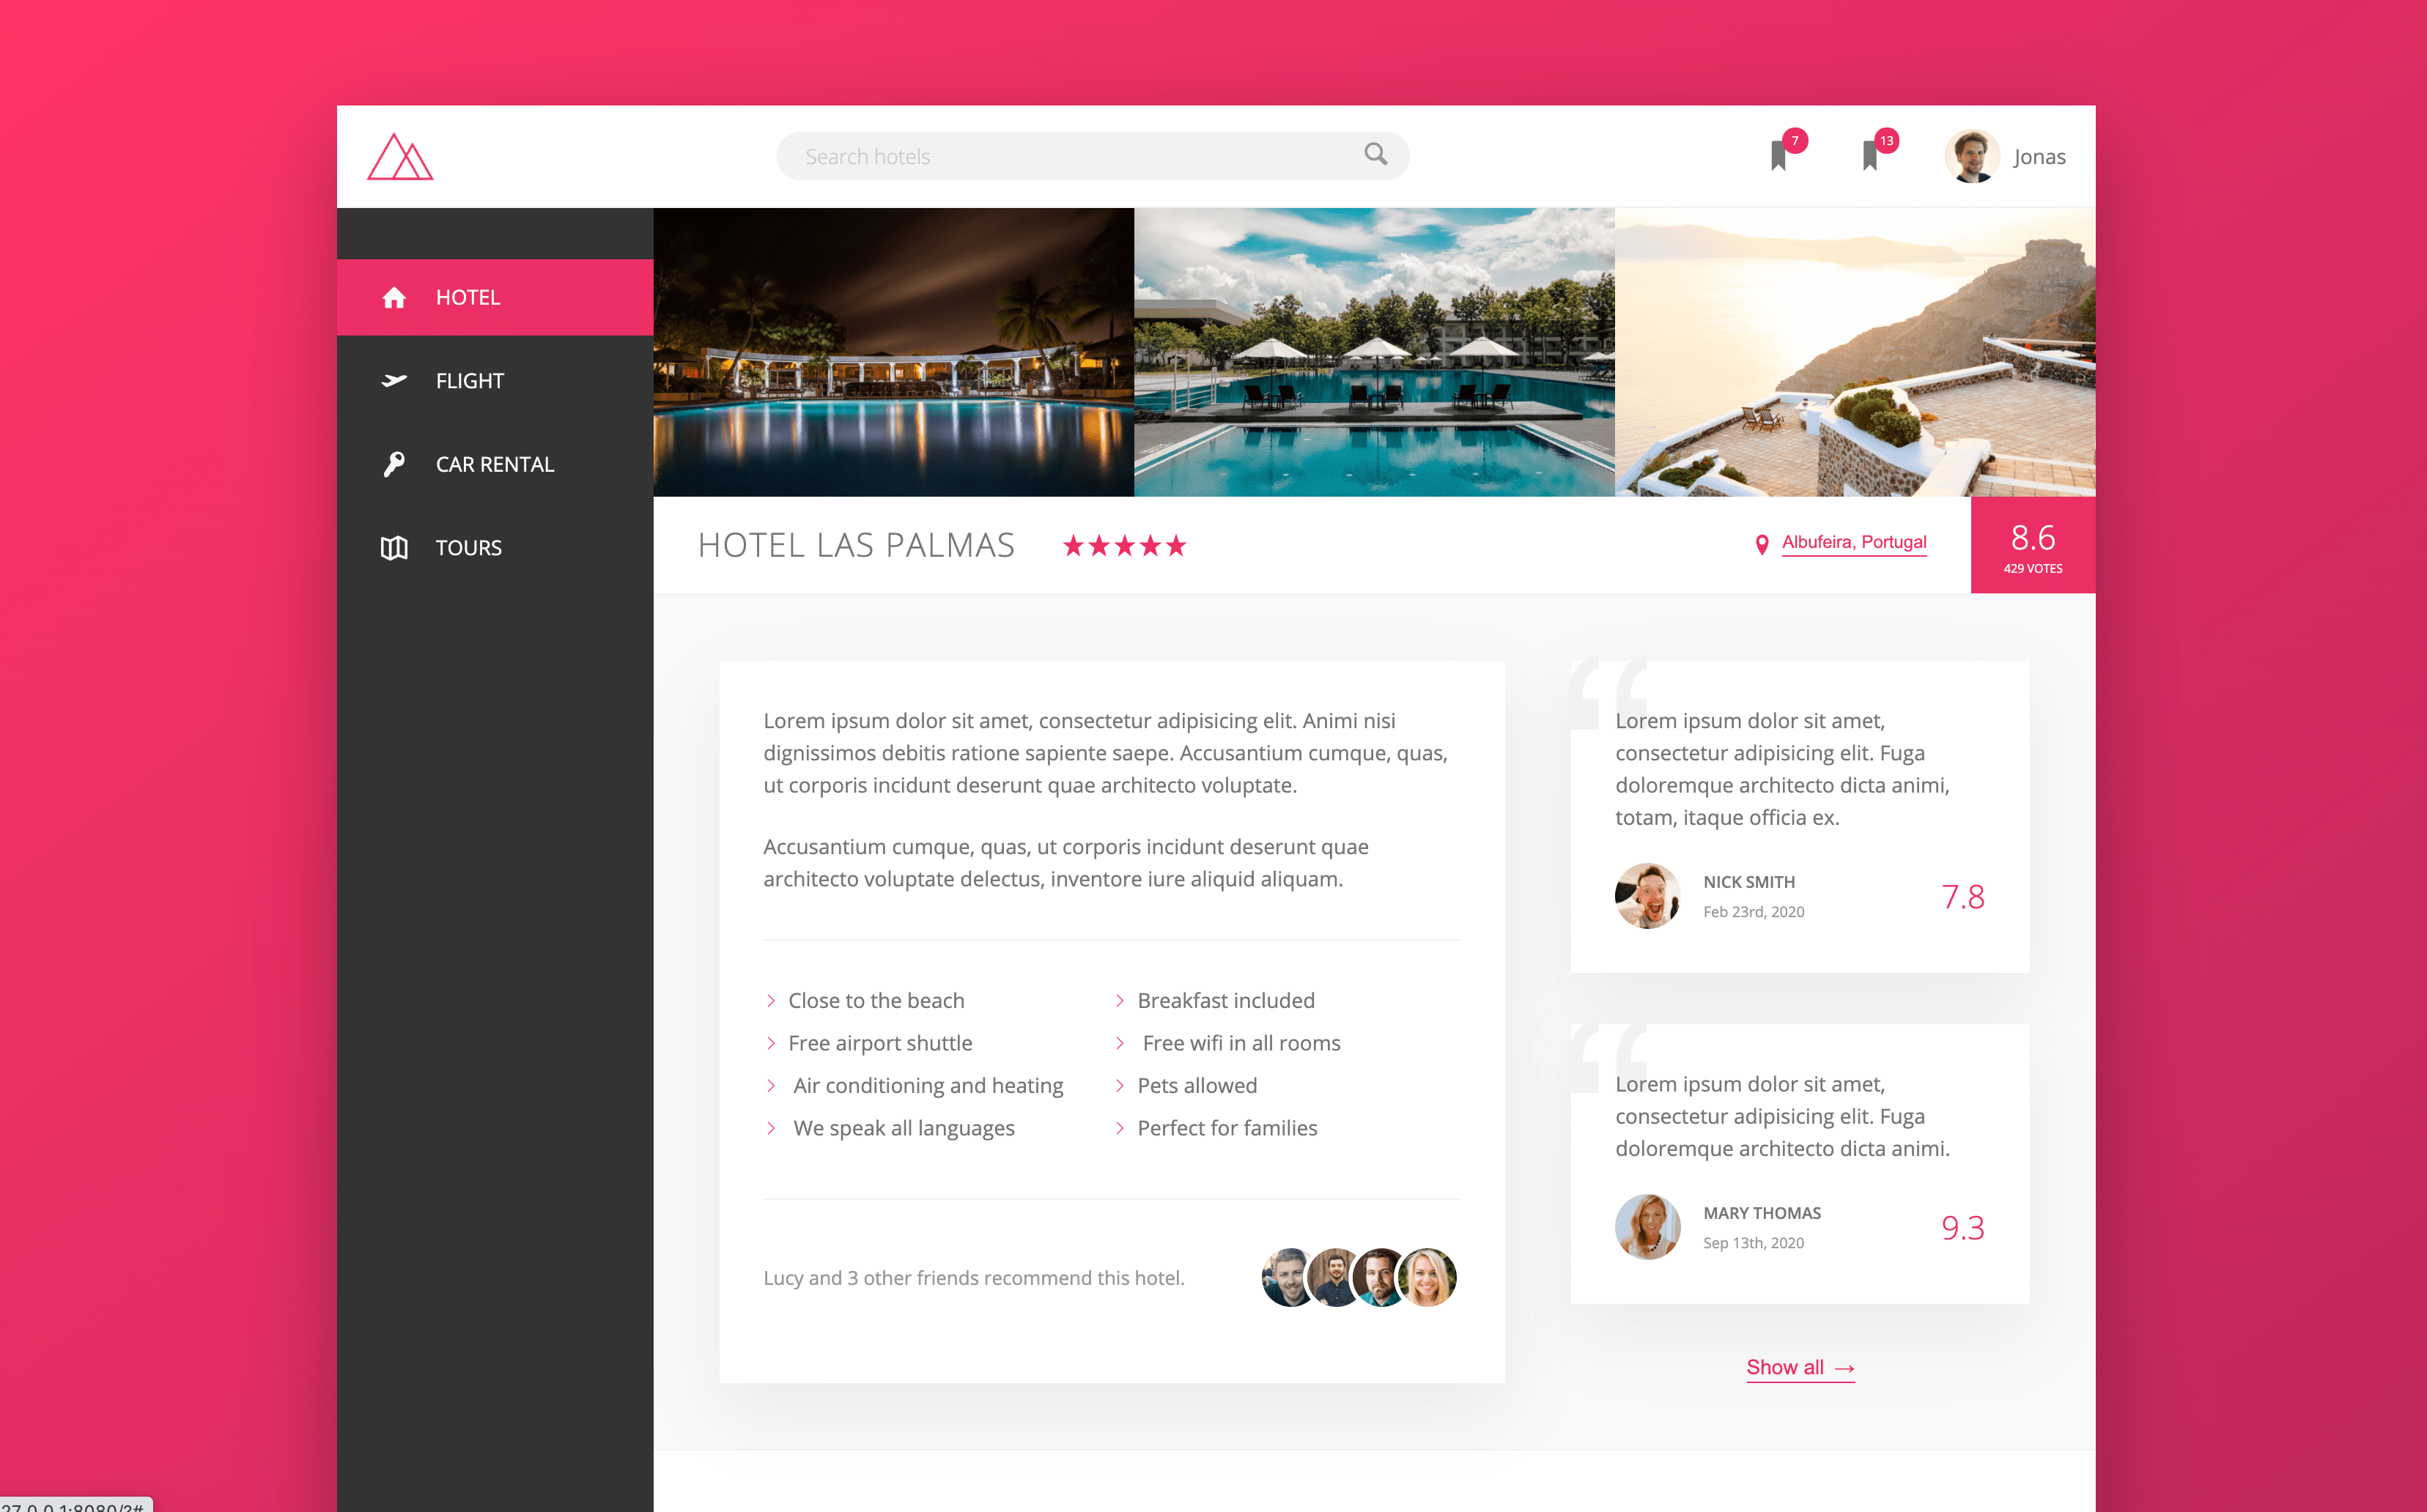 Search hotels
7
13
Jonas
HOTEL
FLIGHT
CAR RENTAL
TOURS
HOTEL LAS PALMAS
Albufeira, Portugal
8.6
429 VOTES
Lorem ipsum dolor sit amet, consectetur adipisicing elit. Animi nisi
dignissimos debitis ratione sapiente saepe. Accusantium cumque, quas,
ut corporis incidunt deserunt quae architecto voluptate.
Accusantium cumque, quas, ut corporis incidunt deserunt quae
architecto voluptate delectus, inventore iure aliquid aliquam.
Close to the beach
Breakfast included
Free airport shuttle
Free wifi in all rooms
Air conditioning and heating
Pets allowed
We speak all languages
Perfect for families
Lucy and 3 other friends recommend this hotel.
“
Lorem ipsum dolor sit amet,
consectetur adipisicing elit. Fuga
doloremque architecto dicta animi,
totam, itaque officia ex.
NICK SMITH
Feb 23rd, 2020
7.8
“
Lorem ipsum dolor sit amet,
consectetur adipisicing elit. Fuga
doloremque architecto dicta animi.
MARY THOMAS
Sep 13th, 2020
9.3
Show all →